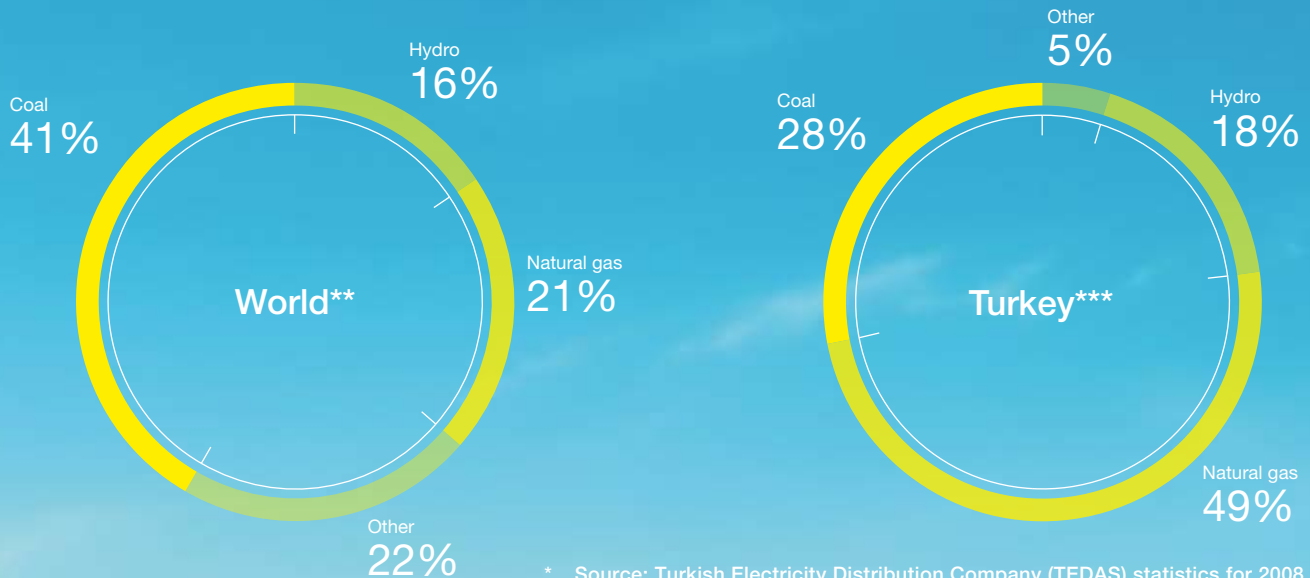 Hydro
16%
Coal
41%
World**
Natural gas
21%
Other
22%
Other
5%
Coal
28%
Hydro
18%
Turkey***
Natural gas
49%
* Source: Turkish Electricity Distribution Company (TEDAŞ) statistics for 2008